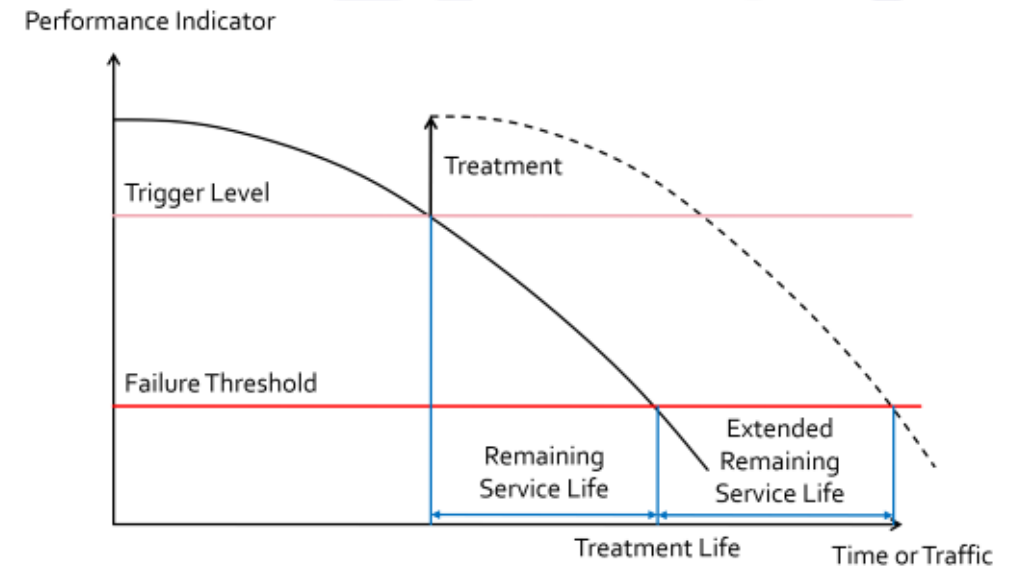 Performance Indicator
Treatment
Trigger Level
Failure Threshold
Remaining
Service Life
Extended
Remaining
Service Life
Treatment Life
Time or Traffic